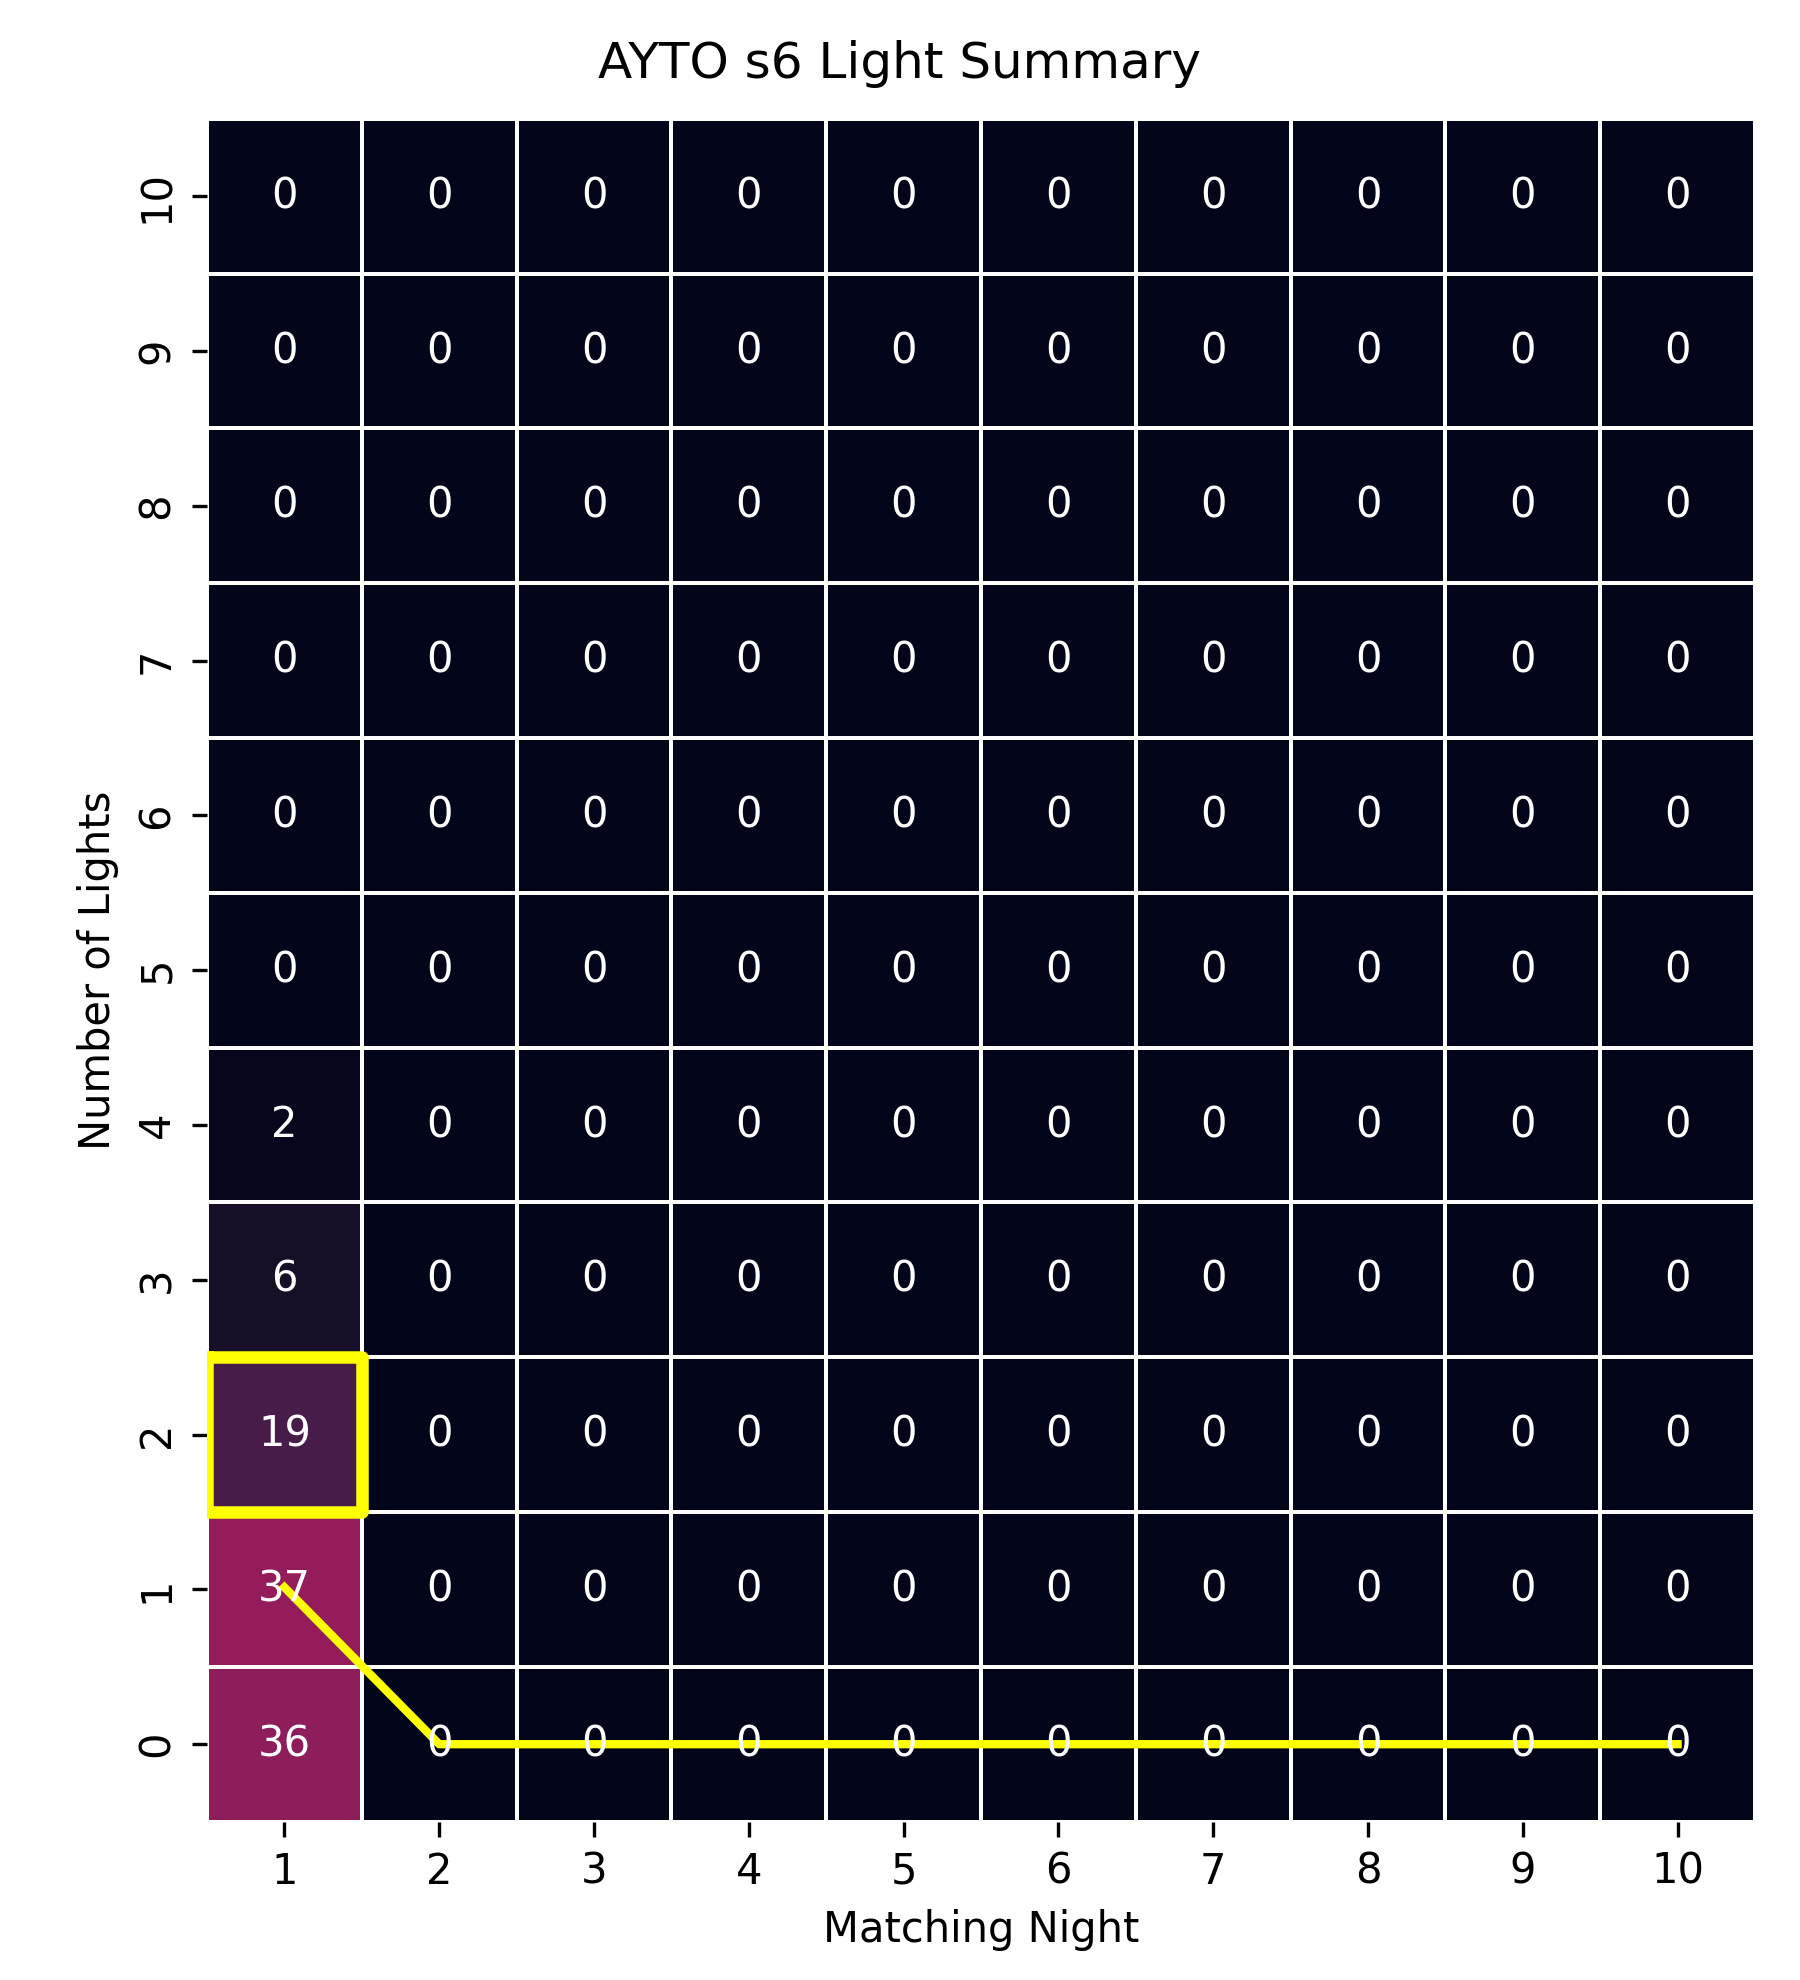 AYTO s6 Light Summary
10 0 0 0 0 0 0 0 0 0 0
9 0 0 0 0 0 0 0 0 0 0
8 0 0 0 0 0 0 0 0 0 0
7 0 0 0 0 0 0 0 0 0 0
6 0 0 0 0 0 0 0 0 0 0
5 0 0 0 0 0 0 0 0 0 0
4 2 0 0 0 0 0 0 0 0 0
3 6 0 0 0 0 0 0 0 0 0
2 19 0 0 0 0 0 0 0 0 0
1 37 0 0 0 0 0 0 0 0 0
0 36 0 0 0 0 0 0 0 0 0
1 2 3 4 5 6 7 8 9 10
Number of Lights
Matching Night